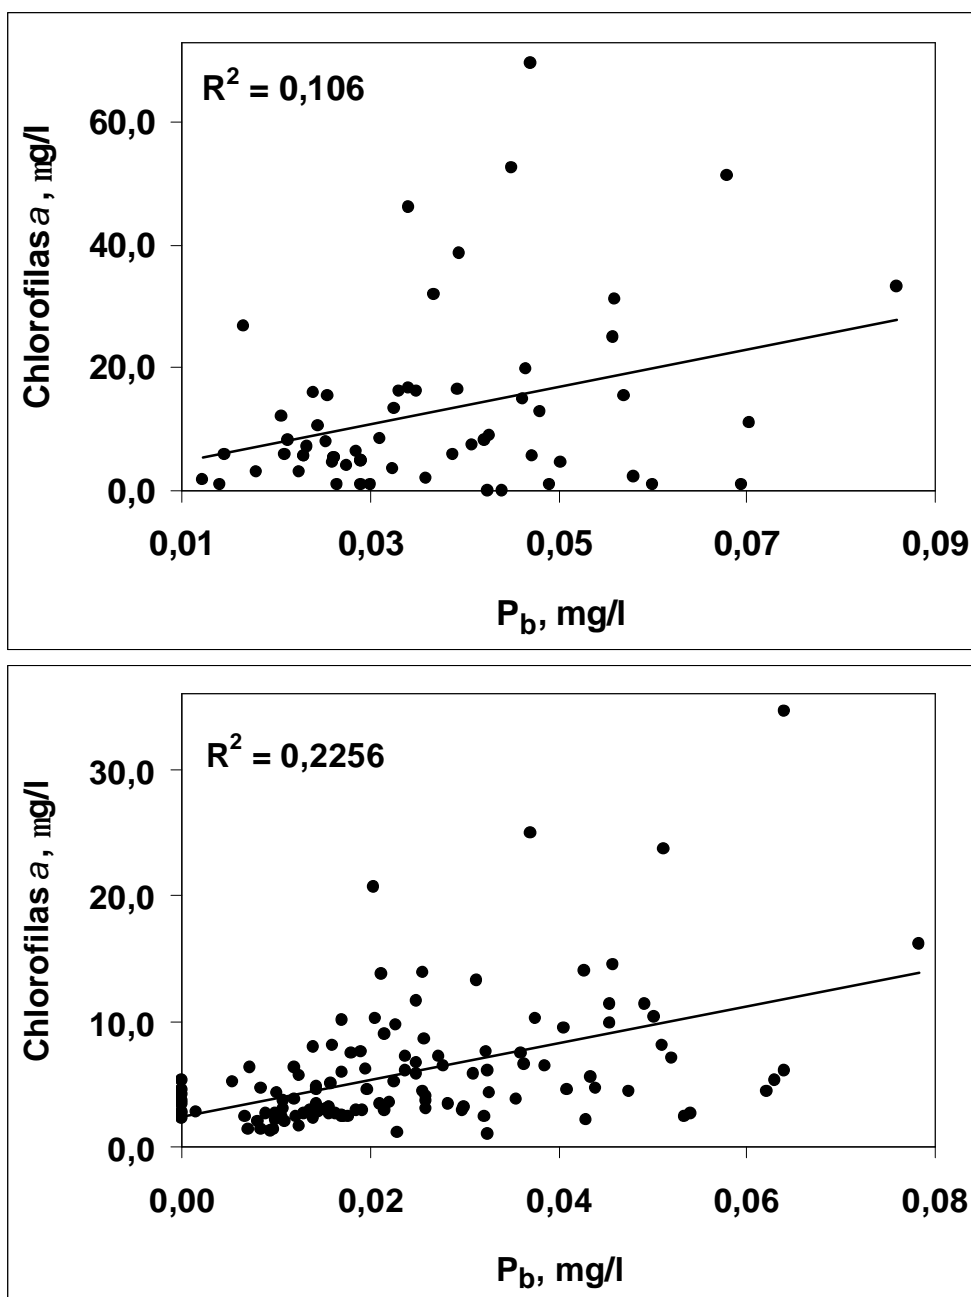 R² = 0,106
Chlorofilas a, mg/l
60,0
40,0
20,0
0,0
0,01 0,03 0,05 0,07 0,09
P_b, mg/l
R² = 0,2256
Chlorofilas a, mg/l
30,0
20,0
10,0
0,0
0,00 0,02 0,04 0,06 0,08
P_b, mg/l